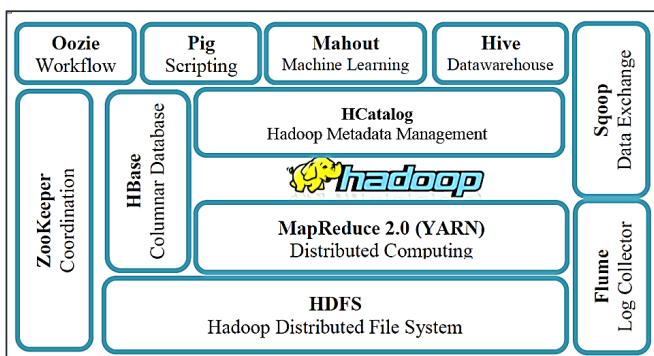 Oozie
Workflow
Pig
Scripting
Mahout
Machine Learning
Hive
Datawarehouse
Sqoop
Data Exchange
ZooKeeper
Coordination
HBase
Columnar Database
HCatalog
Hadoop Metadata Management
hadoop
MapReduce 2.0 (YARN)
Distributed Computing
Flume
Log Collector
HDFS
Hadoop Distributed File System